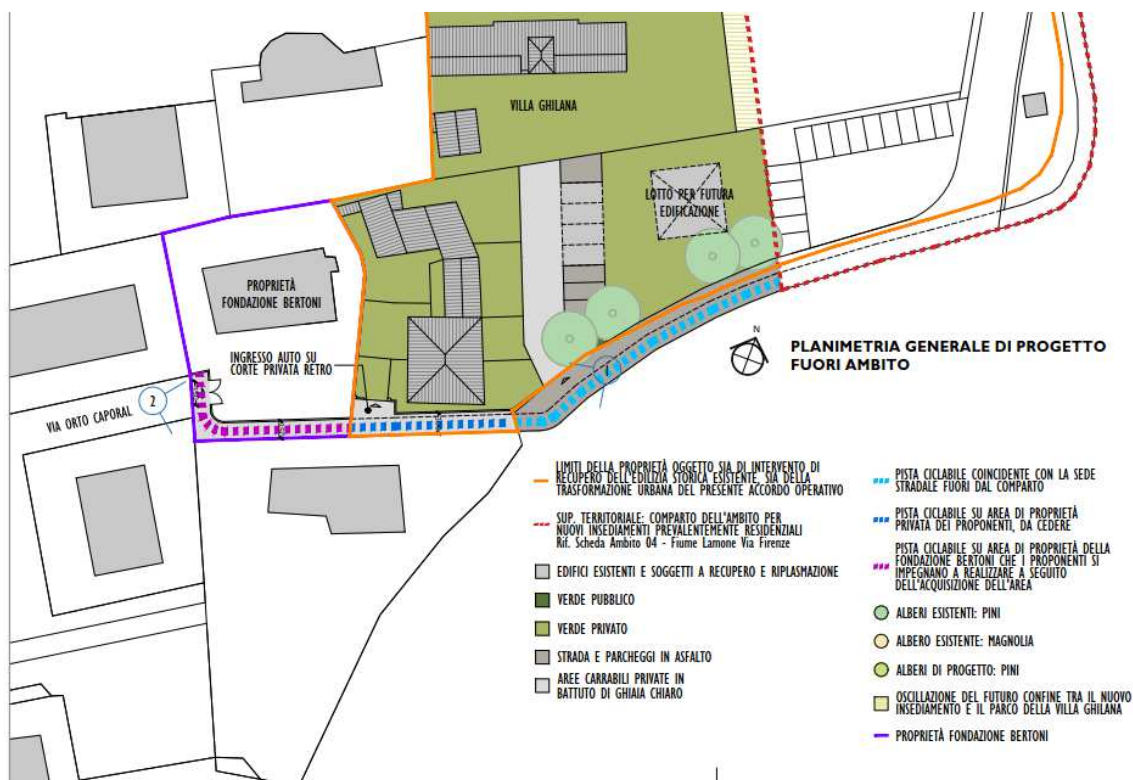 VILLA GHILANA
LOTTO PER FUTURA
EDIFICAZIONE
PROPRIETÀ
FONDAZIONE BERTONI
INGRESSO AUTO SU
CORTE PRIVATA RETRO
2
VIA ORTO CAPORAL
N
PLANIMETRIA GENERALE DI PROGETTO
FUORI AMBITO
LIMITI DELLA PROPRIETÀ OGGETTO SIA DI INTERVENTO DI
RECUPERO DELL'EDILIZIA STORICA ESISTENTE, SIA DELLA
TRASFORMAZIONE URBANA DEL PRESENTE ACCORDO OPERATIVO
SUP. TERRITORIALE: COMPARTO DELL'AMBITO PER
NUOVI INSEDIAMENTI PREVALENTEMENTE RESIDENZIALI
Rif. Scheda Ambito 04 - Fiume Lamone Via Firenze
EDIFICI ESISTENTI E SOGGETTI A RECUPERO E RIPLASMAZIONE
VERDE PUBBLICO
VERDE PRIVATO
STRADA E PARCHEGGI IN ASFALTO
AREE CARRABILI PRIVATE IN
BATTUTO DI GHIAIA CHIARO
PISTA CICLABILE COINCIDENTE CON LA SEDE
STRADALE FUORI DAL COMPARTO
PISTA CICLABILE SU AREA DI PROPRIETÀ
PRIVATA DEI PROPONENTI, DA CEDERE
PISTA CICLABILE SU AREA DI PROPRIETÀ DELLA
FONDAZIONE BERTONI CHE I PROPONENTI SI
IMPEGNANO A REALIZZARE A SEGUITO
DELL'ACQUISIZIONE DELL'AREA
ALBERI ESISTENTI: PINI
ALBERO ESISTENTE: MAGNOLIA
ALBERI DI PROGETTO: PINI
OSCILLAZIONE DEL FUTURO CONFINE TRA IL NUOVO
INSEDIAMENTO E IL PARCO DELLA VILLA GHILANA
PROPRIETÀ FONDAZIONE BERTONI